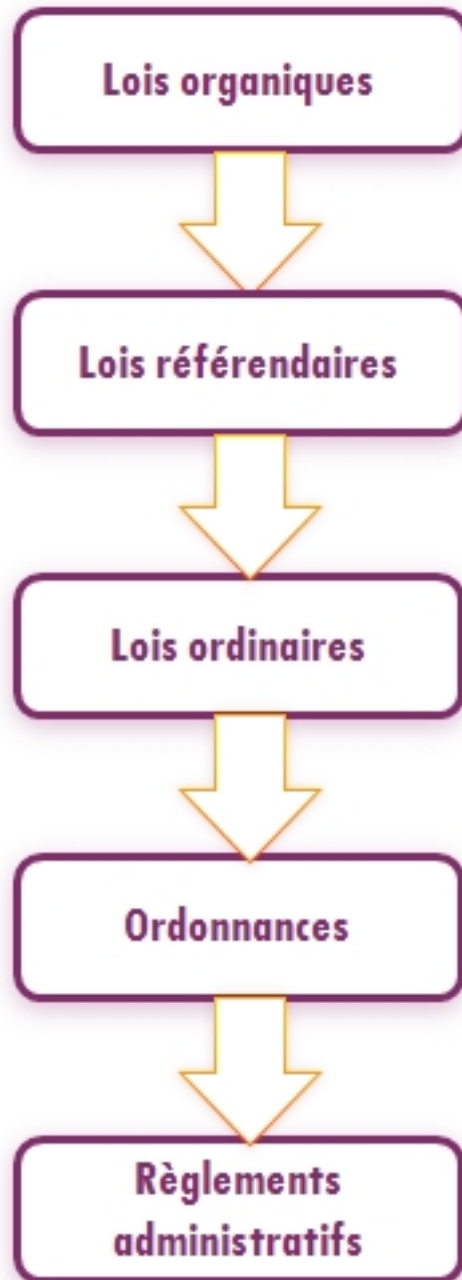 Lois organiques
Lois référendaires
Lois ordinaires
Ordonnances
Règlements
administratifs